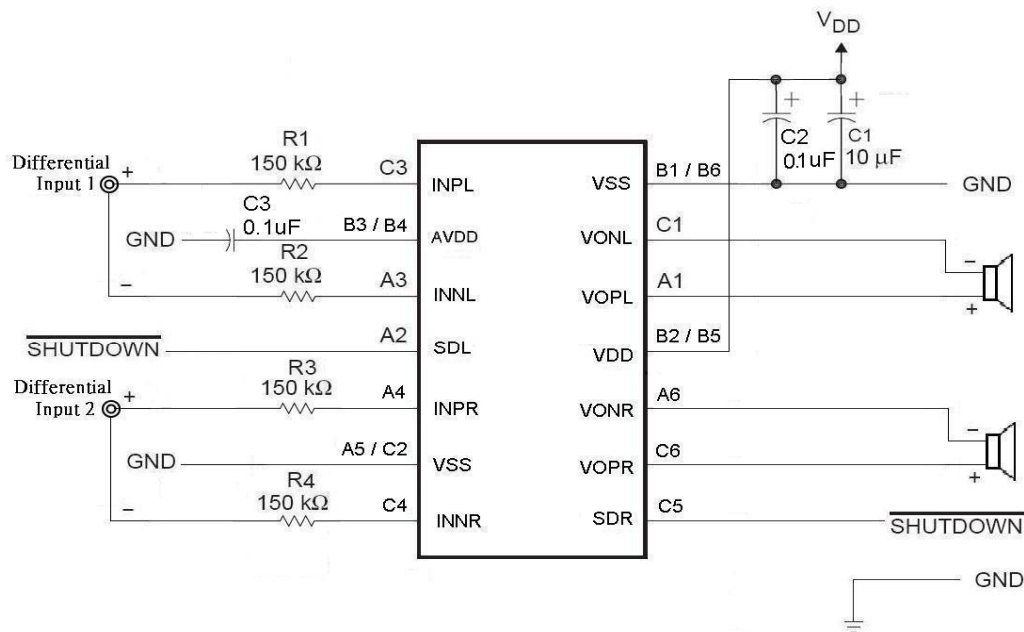 V_DD
+
+
C2
0.1uF
C1
10 µF
R1
150 kΩ
Differential
Input 1
+
C3
INPL
VSS
B1 / B6
GND
C3
0.1uF
GND
B3 / B4
AVDD
VONL
C1
R2
150 kΩ
−
A3
INNL
VOPL
A1
−
+
SHUTDOWN
A2
SDL
VDD
B2 / B5
R3
150 kΩ
Differential
Input 2
+
A4
INPR
VONR
A6
GND
A5 / C2
VSS
VOPR
C6
−
+
R4
150 kΩ
−
C4
INNR
SDR
C5
SHUTDOWN
GND